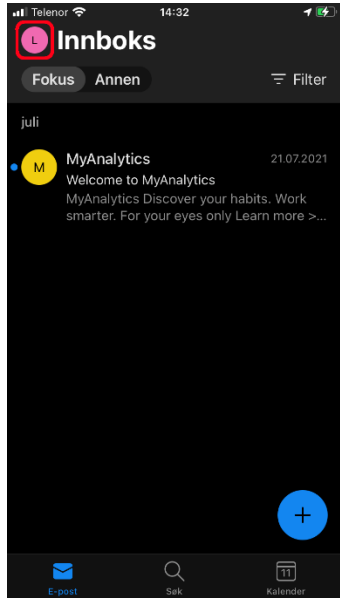 Telenor 14:32
L Innboks
Fokus Annen Filter
juli
M MyAnalytics 21.07.2021
Welcome to MyAnalytics
MyAnalytics Discover your habits. Work
smarter. For your eyes only Learn more >...
+
11
E-post Søk Kalender